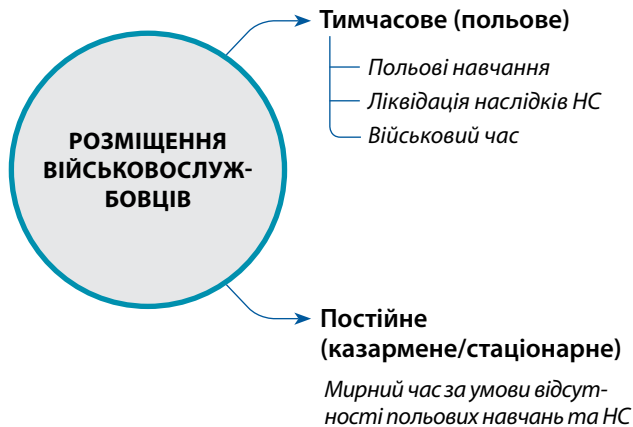 РОЗМІЩЕННЯ
ВІЙСЬКОВОСЛУЖ-
БОВЦІВ
Тимчасове (польове)
Польові навчання
Ліквідація наслідків НС
Військовий час
Постійне
(казармене/стаціонарне)
Мирний час за умови відсут-
ності польових навчань та НС